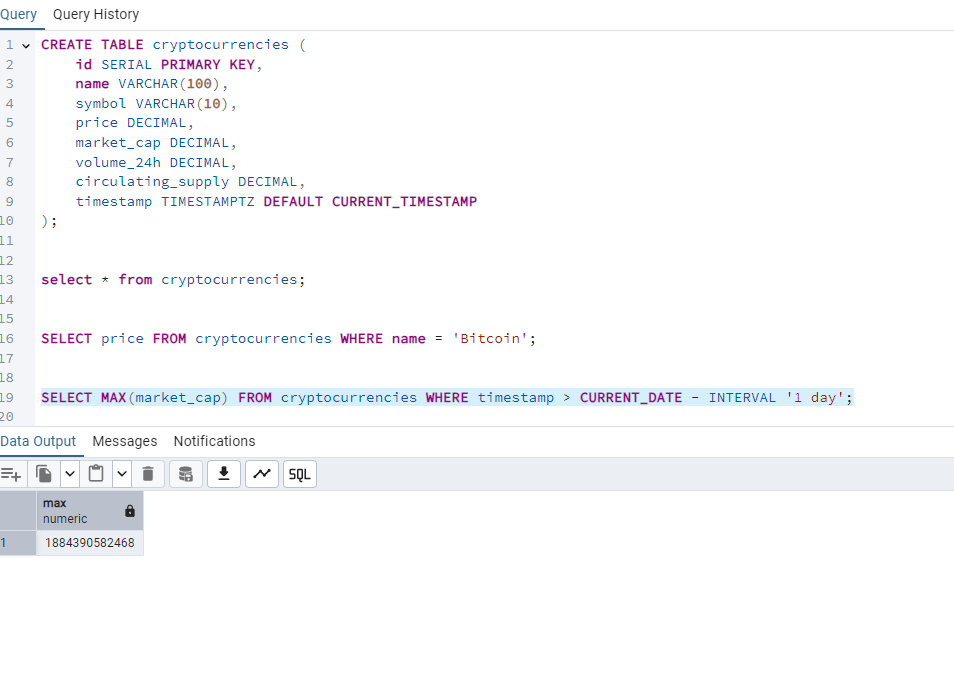 Query Query History
1 CREATE TABLE cryptocurrencies (
2 id SERIAL PRIMARY KEY,
3 name VARCHAR(100),
4 symbol VARCHAR(10),
5 price DECIMAL,
6 market_cap DECIMAL,
7 volume_24h DECIMAL,
8 circulating_supply DECIMAL,
9 timestamp TIMESTAMPTZ DEFAULT CURRENT_TIMESTAMP
10 );
11
12
13 select * from cryptocurrencies;
14
15
16 SELECT price FROM cryptocurrencies WHERE name = 'Bitcoin';
17
18
19 SELECT MAX(market_cap) FROM cryptocurrencies WHERE timestamp > CURRENT_DATE - INTERVAL '1 day';
20
Data Output Messages Notifications
SQL
max
numeric
1 1884390582468